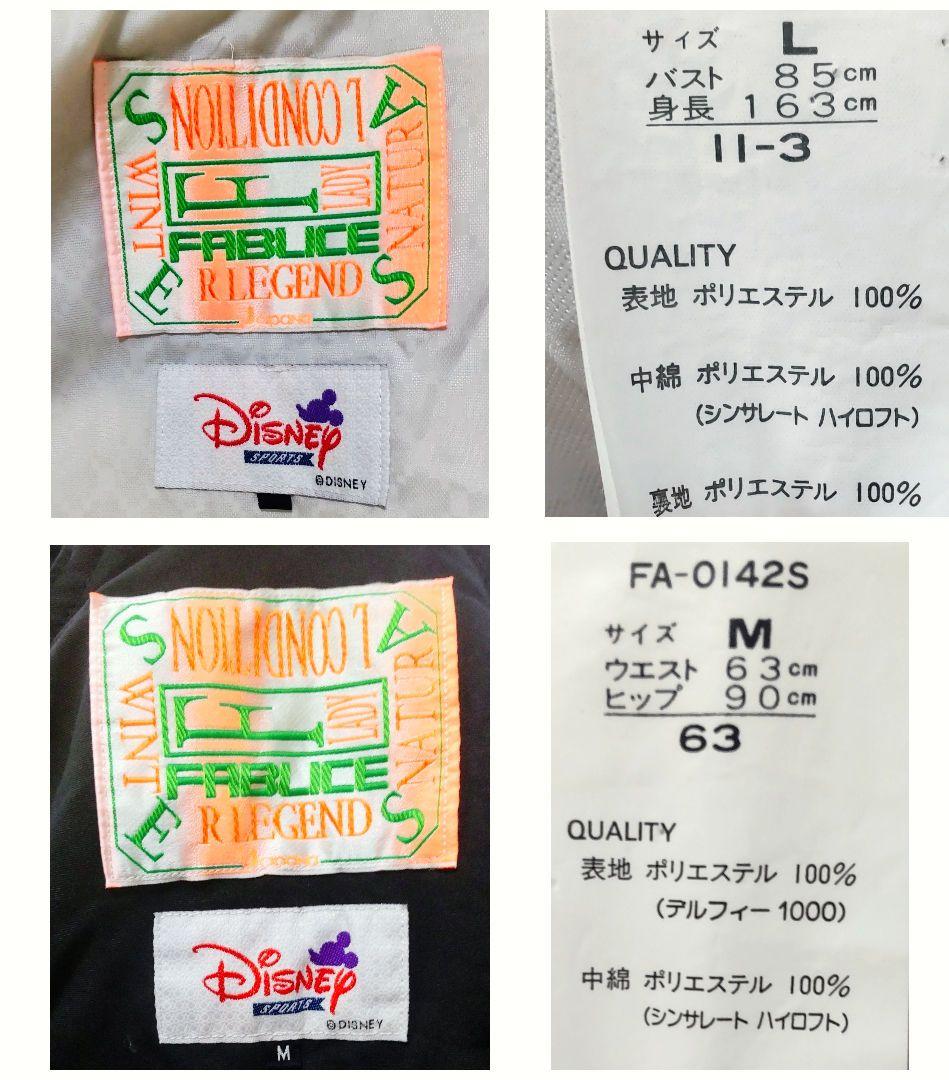 L CONDITION
S
A
WINT
NATUR
F
LADY
FABLICE
E
R LEGEND
S
Japana
Disney
SPORTS
©DISNEY
サイズ L
バスト 85cm
身長 163cm
11-3
QUALITY
表地 ポリエステル 100%
中綿 ポリエステル 100%
(シンサレート ハイロフト)
裏地 ポリエステル 100%
L CONDITION
S
A
WINT
NATUR
F
LADY
FABLICE
E
R LEGEND
S
Japana
Disney
SPORTS
©DISNEY
M
FA-0142S
サイズ M
ウエスト 63cm
ヒップ 90cm
63
QUALITY
表地 ポリエステル 100%
(デルフィー1000)
中綿 ポリエステル 100%
(シンサレート ハイロフト)